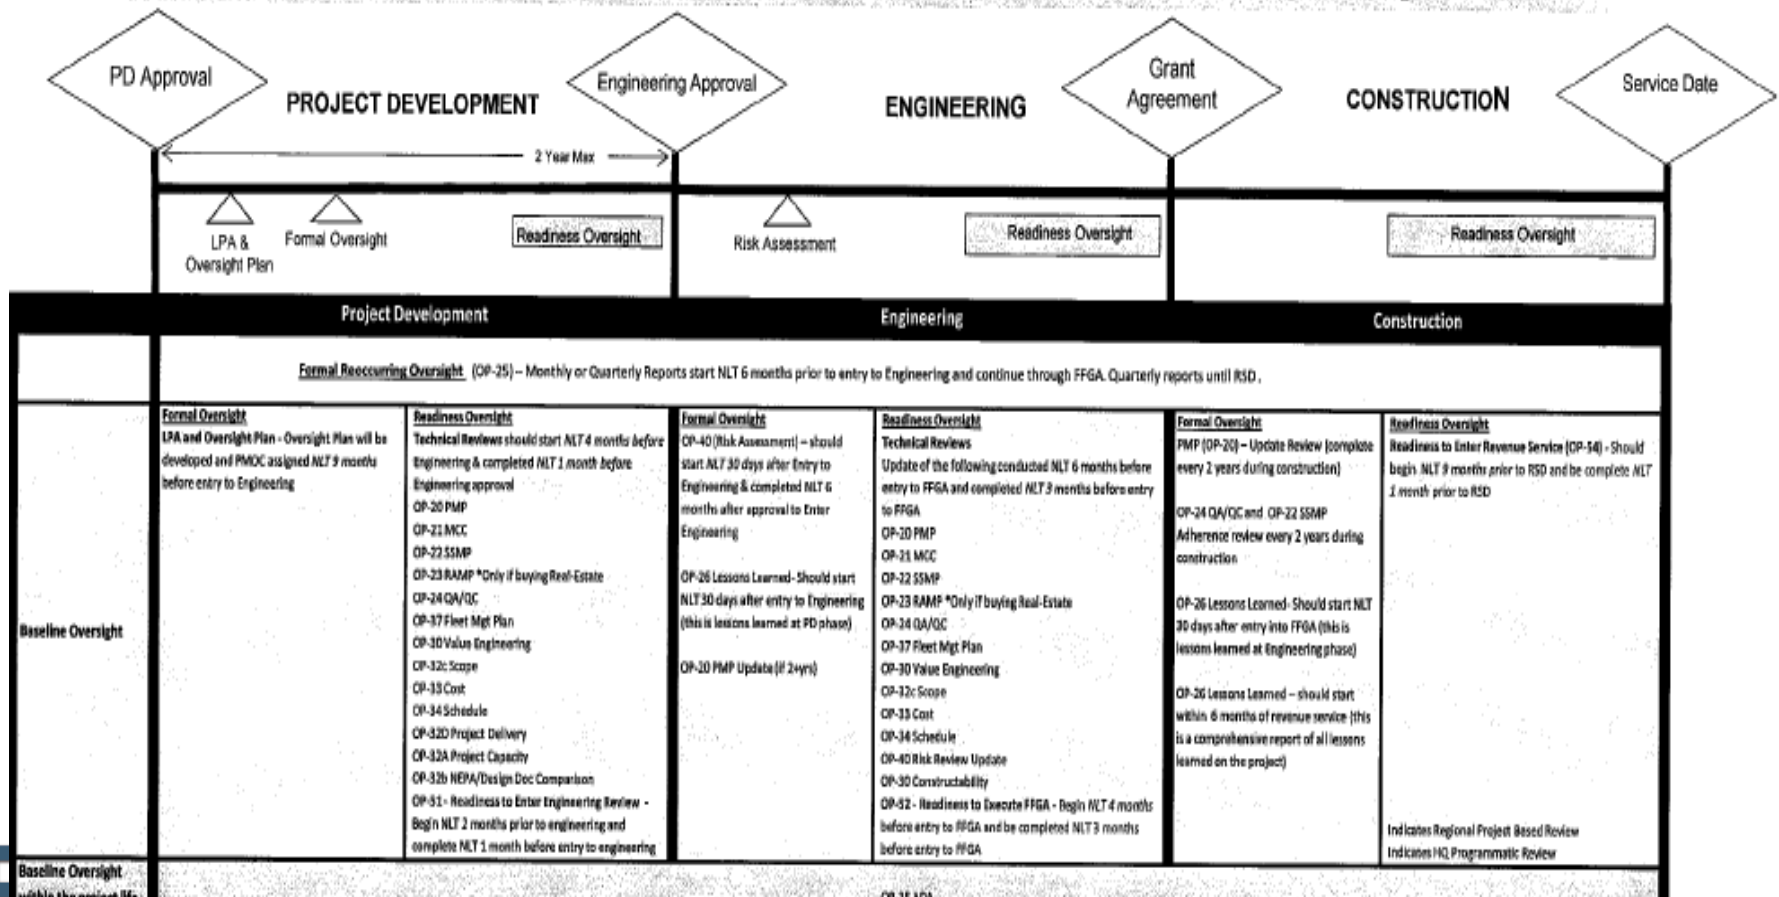 PD Approval
PROJECT DEVELOPMENT
Engineering Approval
ENGINEERING
Grant
Agreement
CONSTRUCTION
Service Date
2 Year Max
LPA &
Oversight Plan
Formal Oversight
Readiness Oversight
Risk Assessment
Readiness Oversight
Readiness Oversight
Project Development
Engineering
Construction
Formal Reoccurring Oversight (OP-25) – Monthly or Quarterly Reports start NLT 6 months prior to entry to Engineering and continue through FFGA. Quarterly reports until RSD.
Baseline Oversight
Formal Oversight
LPA and Oversight Plan - Oversight Plan will be
developed and PMOC assigned NLT 9 months
before entry to Engineering
Readiness Oversight
Technical Reviews should start NLT 4 months before
Engineering & completed NLT 1 month before
Engineering approval
OP-20 PMP
OP-21 MCC
OP-22 SSMP
OP-23 RAMP *Only if buying Real-Estate
OP-24 QA/QC
OP-37 Fleet Mgt Plan
OP-30 Value Engineering
OP-32c Scope
OP-33 Cost
OP-34 Schedule
OP-32D Project Delivery
OP-32A Project Capacity
OP-32b NEPA/Design Doc Comparison
OP-51 - Readiness to Enter Engineering Review -
Begin NLT 2 months prior to engineering and
complete NLT 1 month before entry to engineering
Formal Oversight
OP-40 (Risk Assessment) – should
start NLT 30 days after Entry to
Engineering & completed NLT 6
months after approval to Enter
Engineering
OP-26 Lessons Learned- Should start
NLT 30 days after entry to Engineering
(this is lessons learned at PD phase)
OP-20 PMP Update (if 2+yrs)
Readiness Oversight
Technical Reviews
Update of the following conducted NLT 6 months before
entry to FFGA and completed NLT 3 months before entry
to FFGA
OP-20 PMP
OP-21 MCC
OP-22 SSMP
OP-23 RAMP *Only if buying Real-Estate
OP-24 QA/QC
OP-37 Fleet Mgt Plan
OP-30 Value Engineering
OP-32c Scope
OP-33 Cost
OP-34 Schedule
OP-40 Risk Review Update
OP-30 Constructability
OP-52 - Readiness to Execute FFGA - Begin NLT 4 months
before entry to FFGA and be completed NLT 3 months
before entry to FFGA
Formal Oversight
PMP (OP-20) – Update Review (complete
every 2 years during construction)
OP-24 QA/QC and OP-22 SSMP
Adherence review every 2 years during
construction
OP-26 Lessons Learned- Should start NLT
30 days after entry into FFGA (this is
lessons learned at Engineering phase)
OP-26 Lessons Learned – should start
within 6 months of revenue service (this
is a comprehensive report of all lessons
learned on the project)
Readiness Oversight
Readiness to Enter Revenue Service (OP-54) - Should
begin NLT 9 months prior to RSD and be complete NLT
1 month prior to RSD
Indicates Regional Project Based Review
Indicates HQ Programmatic Review
Baseline Oversight
within the project life